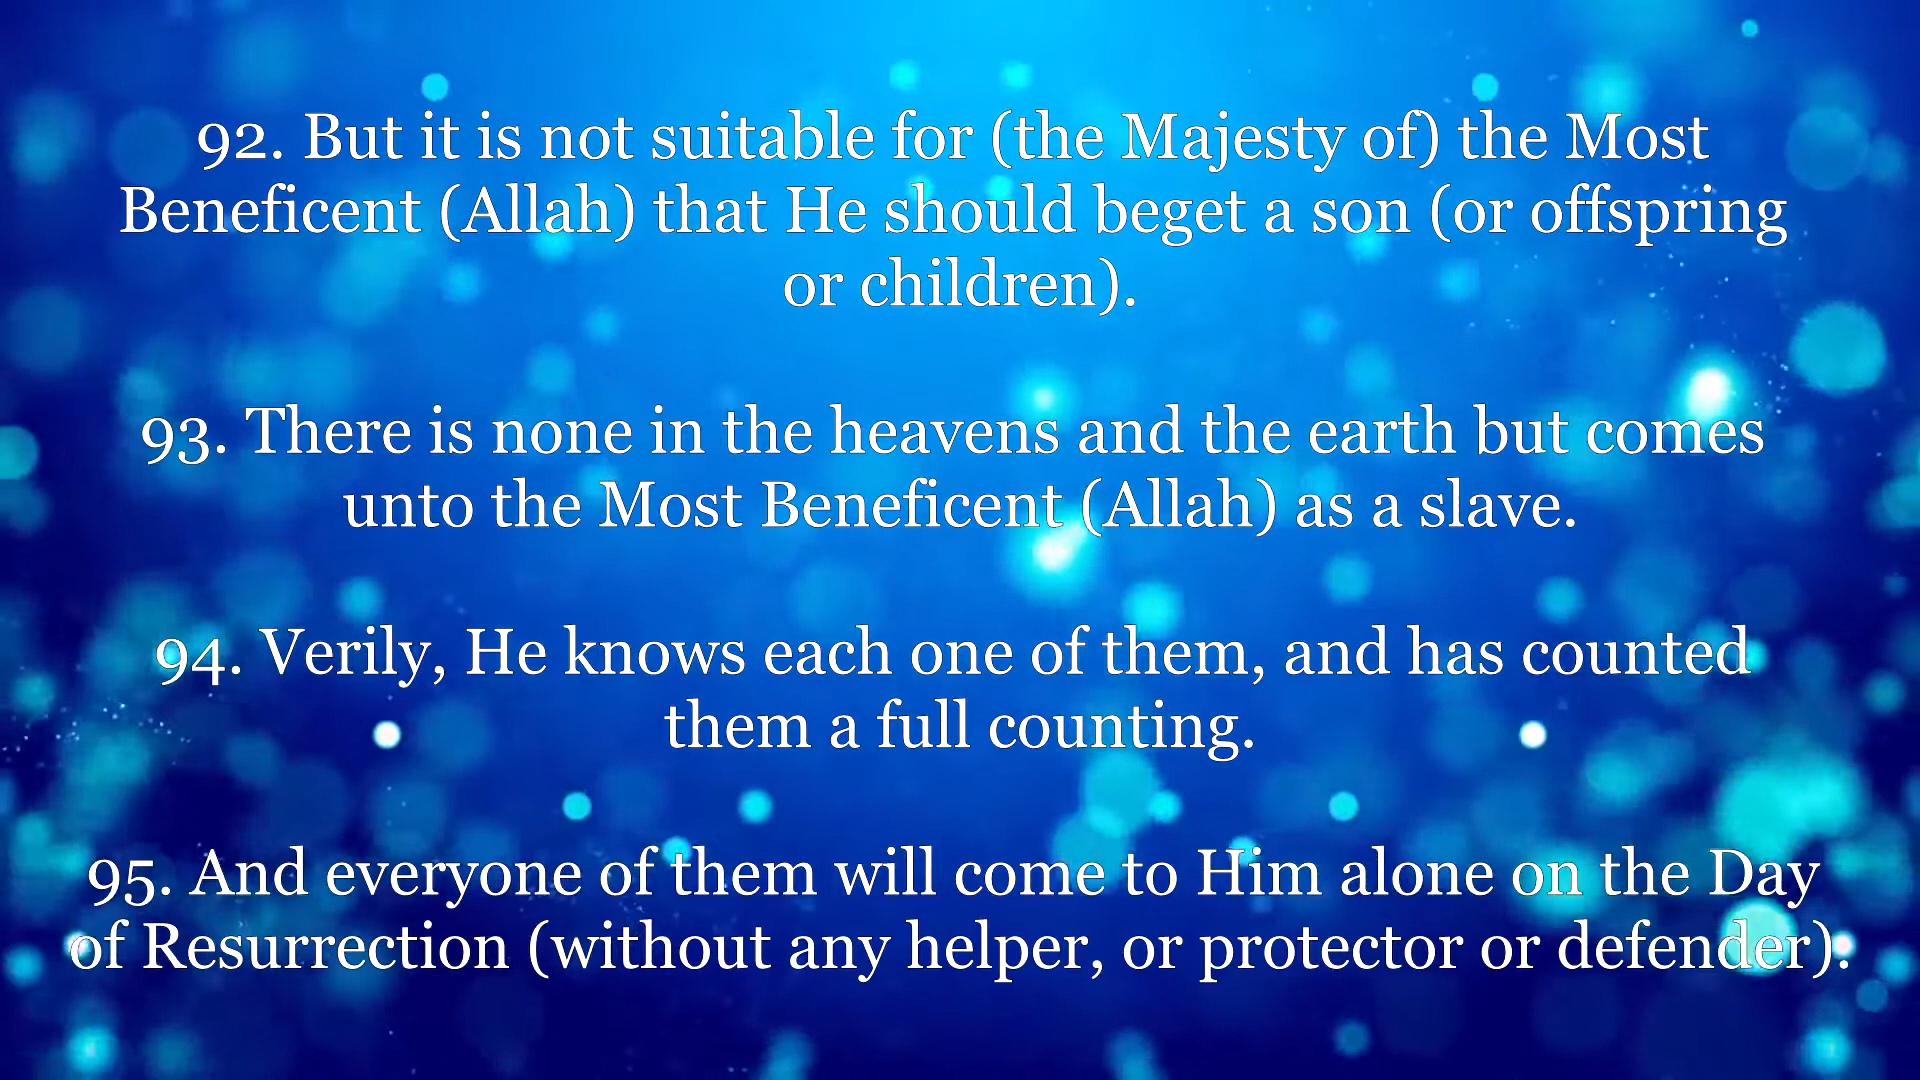 92. But it is not suitable for (the Majesty of) the Most
Beneficent (Allah) that He should beget a son (or offspring
or children).
93. There is none in the heavens and the earth but comes
unto the Most Beneficent (Allah) as a slave.
94. Verily, He knows each one of them, and has counted
them a full counting.
95. And everyone of them will come to Him alone on the Day
of Resurrection (without any helper, or protector or defender).